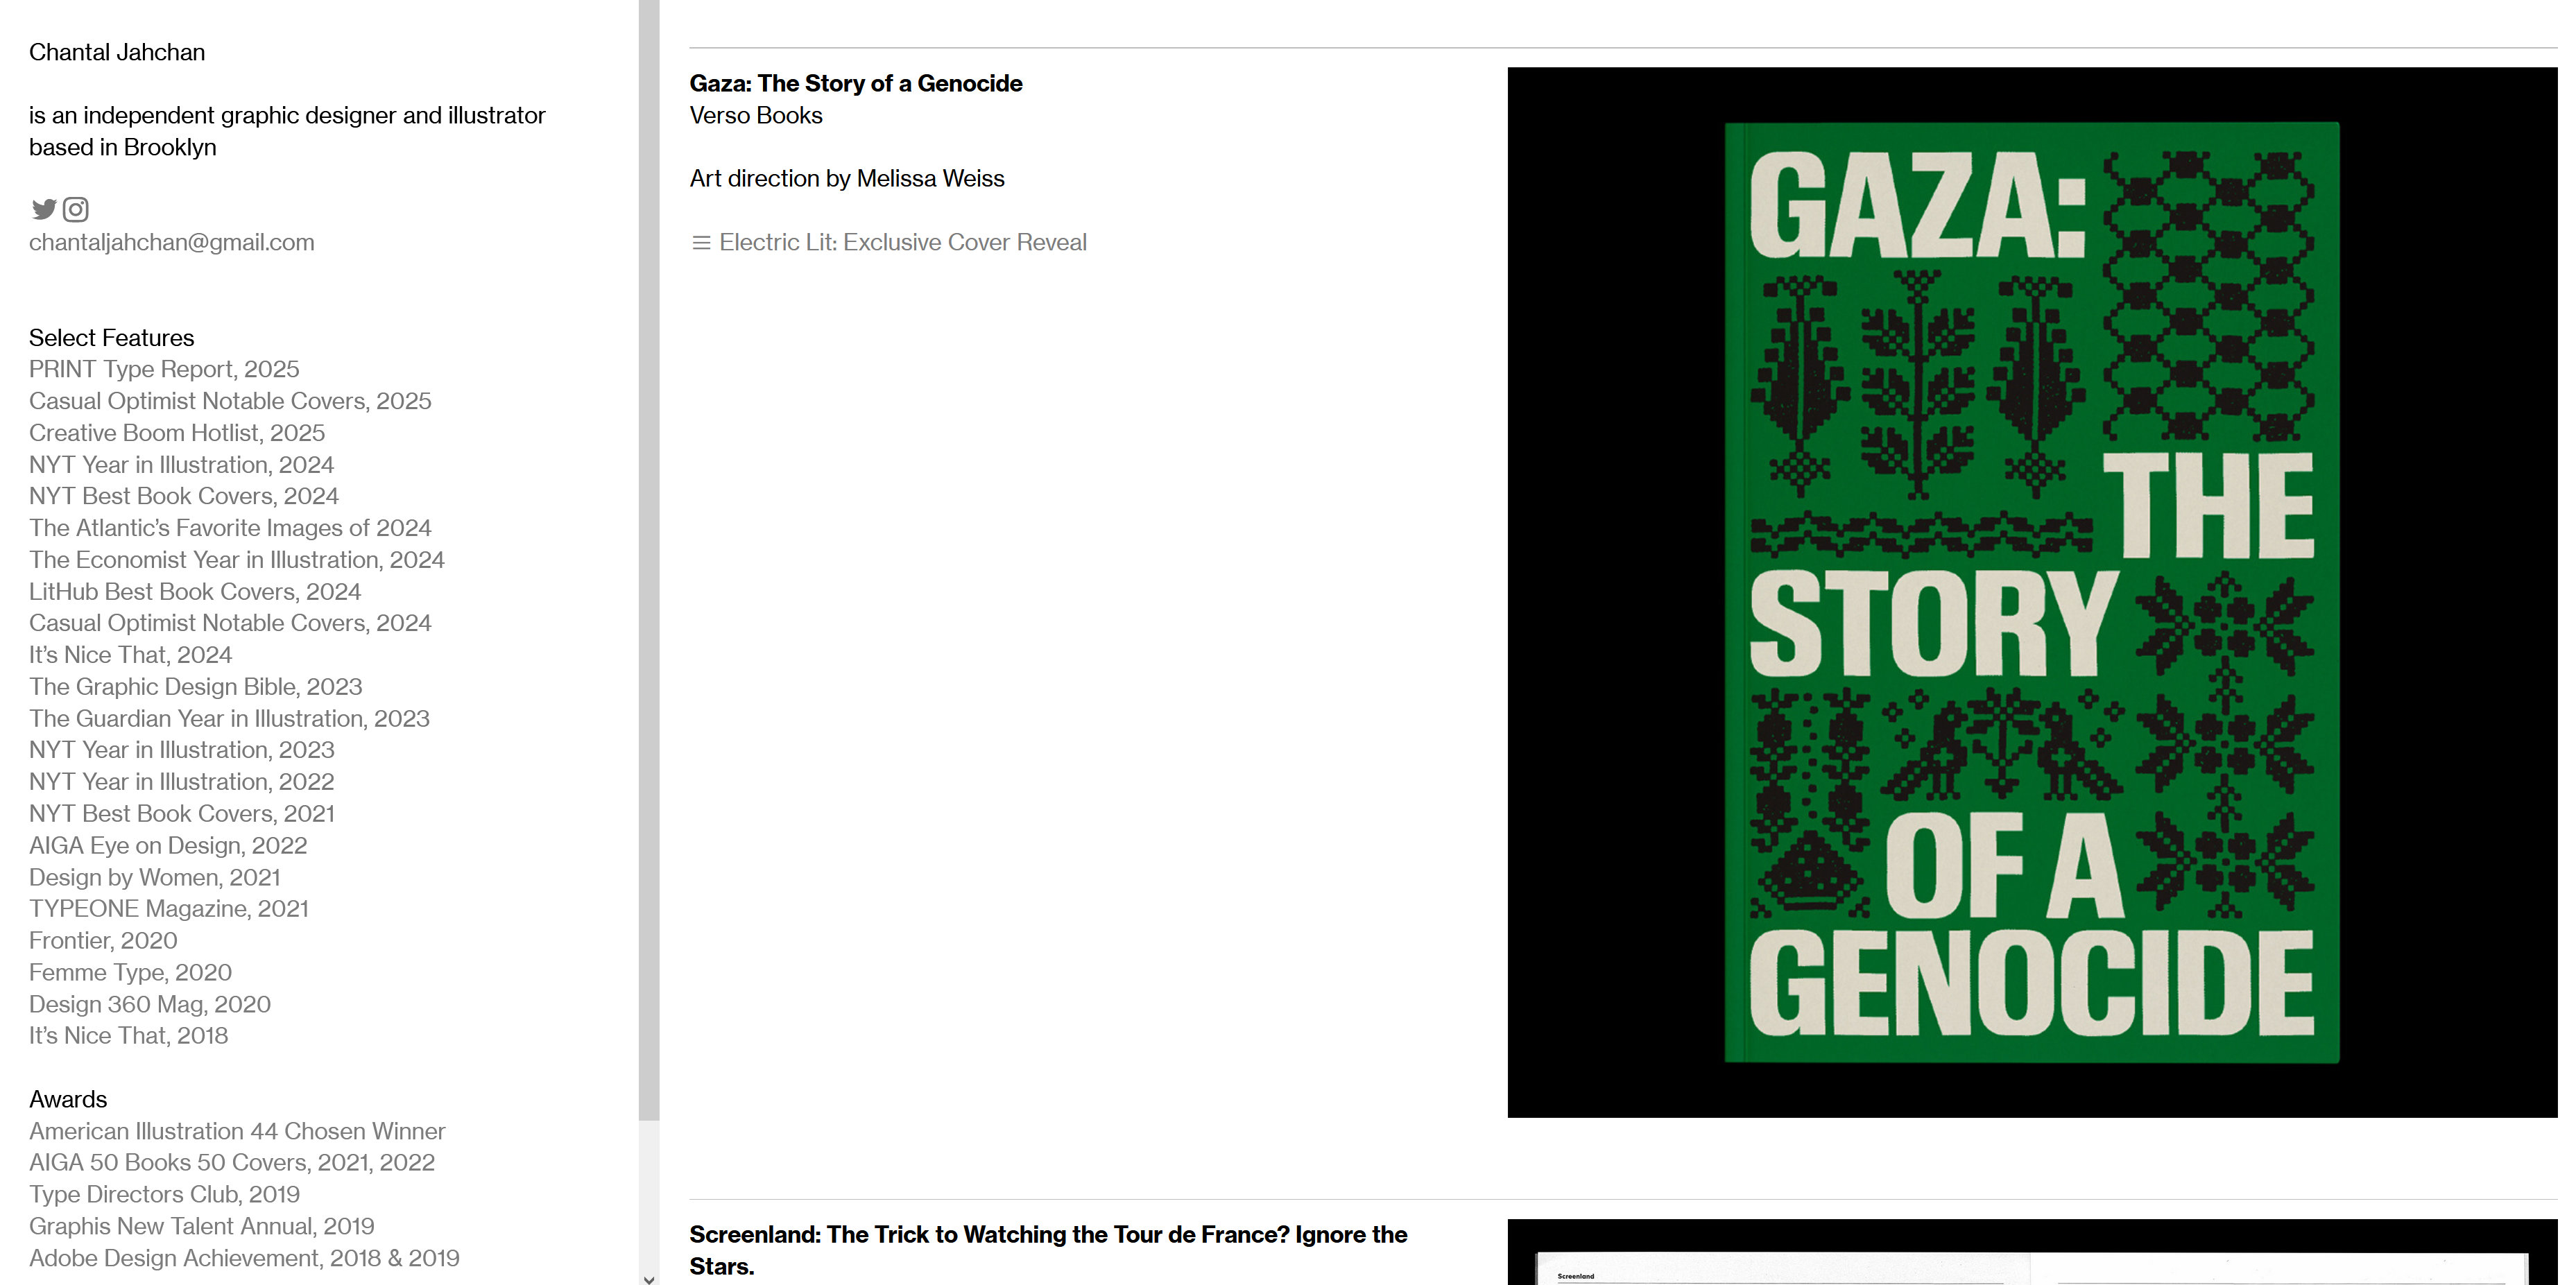 Chantal Jahchan
is an independent graphic designer and illustrator
based in Brooklyn
chantaljahchan@gmail.com
Select Features
PRINT Type Report, 2025
Casual Optimist Notable Covers, 2025
Creative Boom Hotlist, 2025
NYT Year in Illustration, 2024
NYT Best Book Covers, 2024
The Atlantic’s Favorite Images of 2024
The Economist Year in Illustration, 2024
LitHub Best Book Covers, 2024
Casual Optimist Notable Covers, 2024
It’s Nice That, 2024
The Graphic Design Bible, 2023
The Guardian Year in Illustration, 2023
NYT Year in Illustration, 2023
NYT Year in Illustration, 2022
NYT Best Book Covers, 2021
AIGA Eye on Design, 2022
Design by Women, 2021
TYPEONE Magazine, 2021
Frontier, 2020
Femme Type, 2020
Design 360 Mag, 2020
It’s Nice That, 2018
Awards
American Illustration 44 Chosen Winner
AIGA 50 Books 50 Covers, 2021, 2022
Type Directors Club, 2019
Graphis New Talent Annual, 2019
Adobe Design Achievement, 2018 & 2019
Gaza: The Story of a Genocide
Verso Books
Art direction by Melissa Weiss
Electric Lit: Exclusive Cover Reveal
GAZA:
THE
STORY
OF A
GENOCIDE
Screenland: The Trick to Watching the Tour de France? Ignore the
Stars.
Screenland